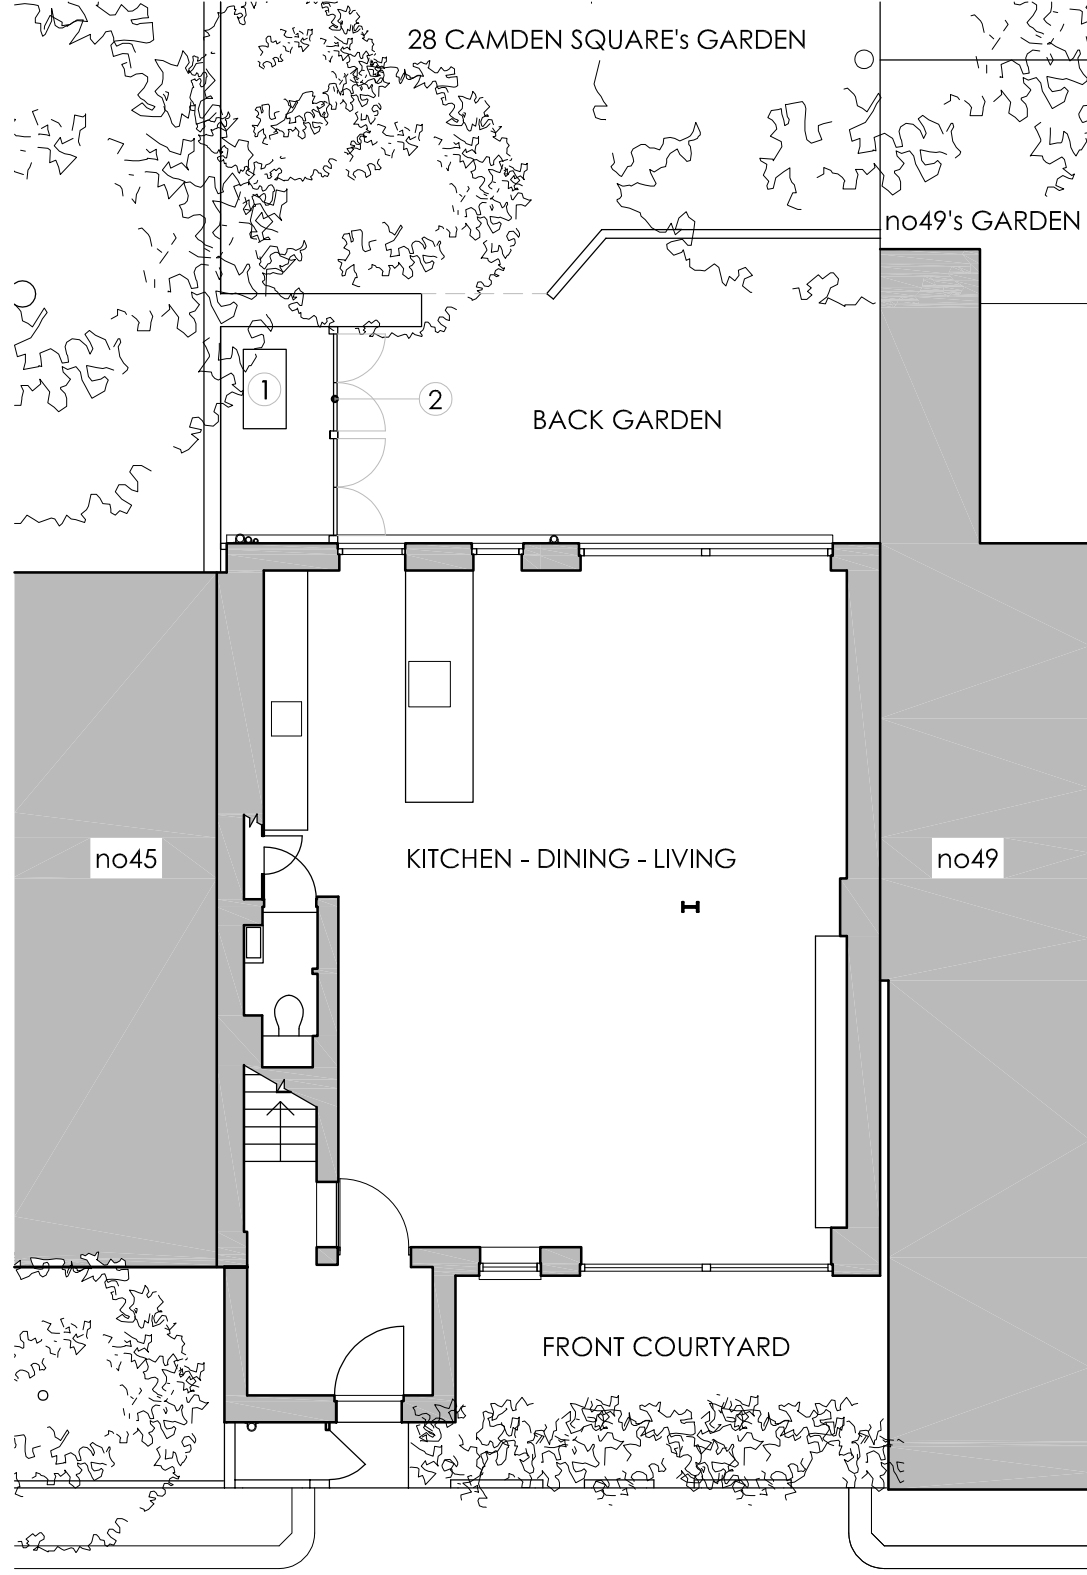 28 CAMDEN SQUARE's GARDEN
no49's GARDEN
1
2
BACK GARDEN
no45
KITCHEN - DINING - LIVING
no49
FRONT COURTYARD